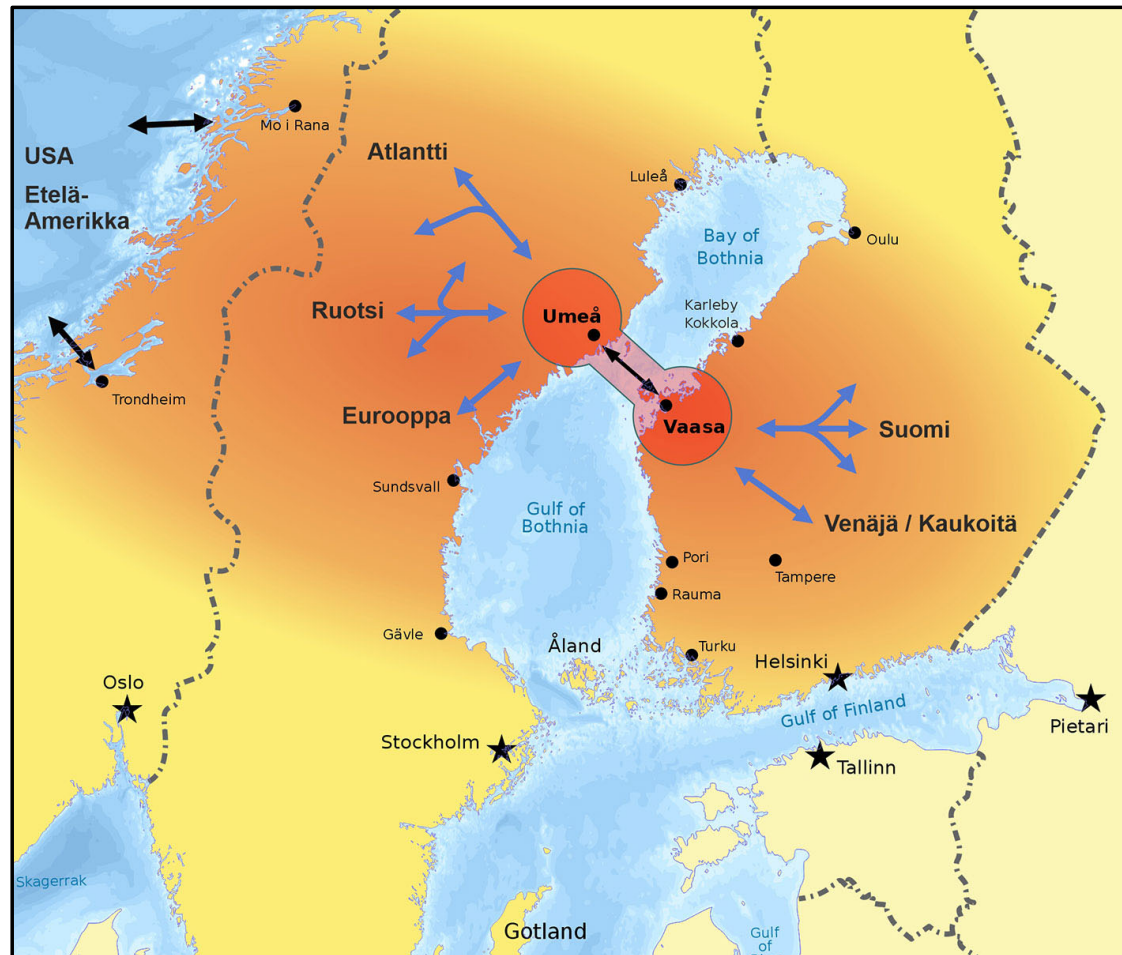 Mo i Rana
USA
Etelä-
Amerikka
Atlantti
Luleå
Bay of
Bothnia
Oulu
Ruotsi
Umeå
Karleby
Kokkola
Trondheim
Eurooppa
Vaasa
Suomi
Sundsvall
Gulf of
Bothnia
Venäjä / Kaukoitä
Pori
Tampere
Rauma
Gävle
Åland
Turku
Helsinki
Oslo
Gulf of Finland
Pietari
Stockholm
Tallinn
Skagerrak
Gotland
Gulf
of